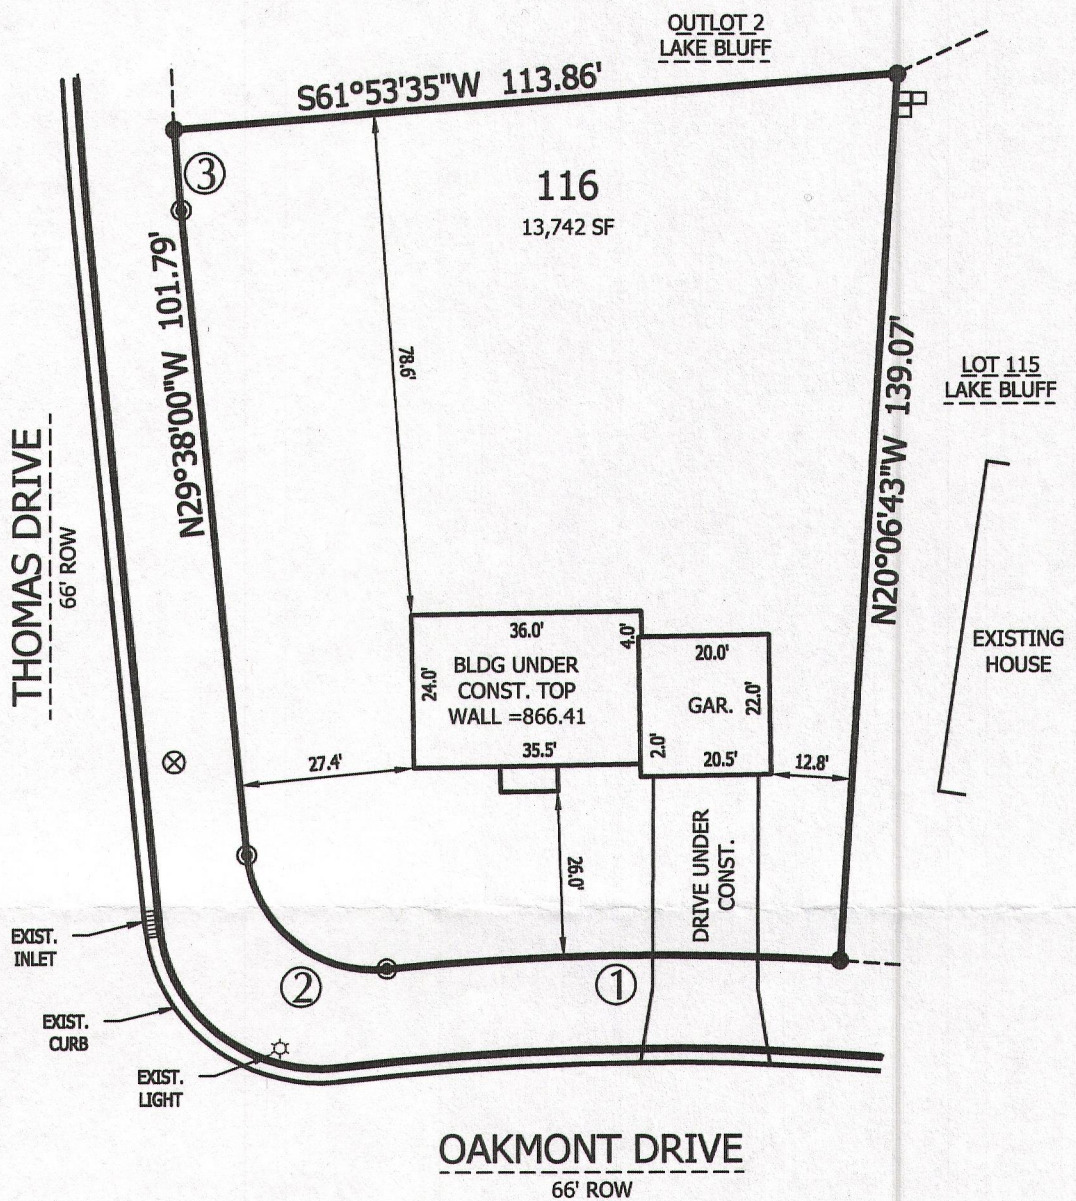 OUTLOT 2
LAKE BLUFF
S61°53'35"W 113.86'
3
116
13,742 SF
N29°38'00"W 101.79'
78.6'
N20°06'43"W 139.07'
LOT 115
LAKE BLUFF
THOMAS DRIVE
66' ROW
36.0'
4.0'
20.0'
EXISTING
HOUSE
24.0'
BLDG UNDER
CONST. TOP
WALL =866.41
GAR.
22.0'
35.5'
2.0'
20.5'
27.4'
12.8'
26.0'
DRIVE UNDER
CONST.
EXIST.
INLET
2
1
EXIST.
CURB
EXIST.
LIGHT
OAKMONT DRIVE
66' ROW